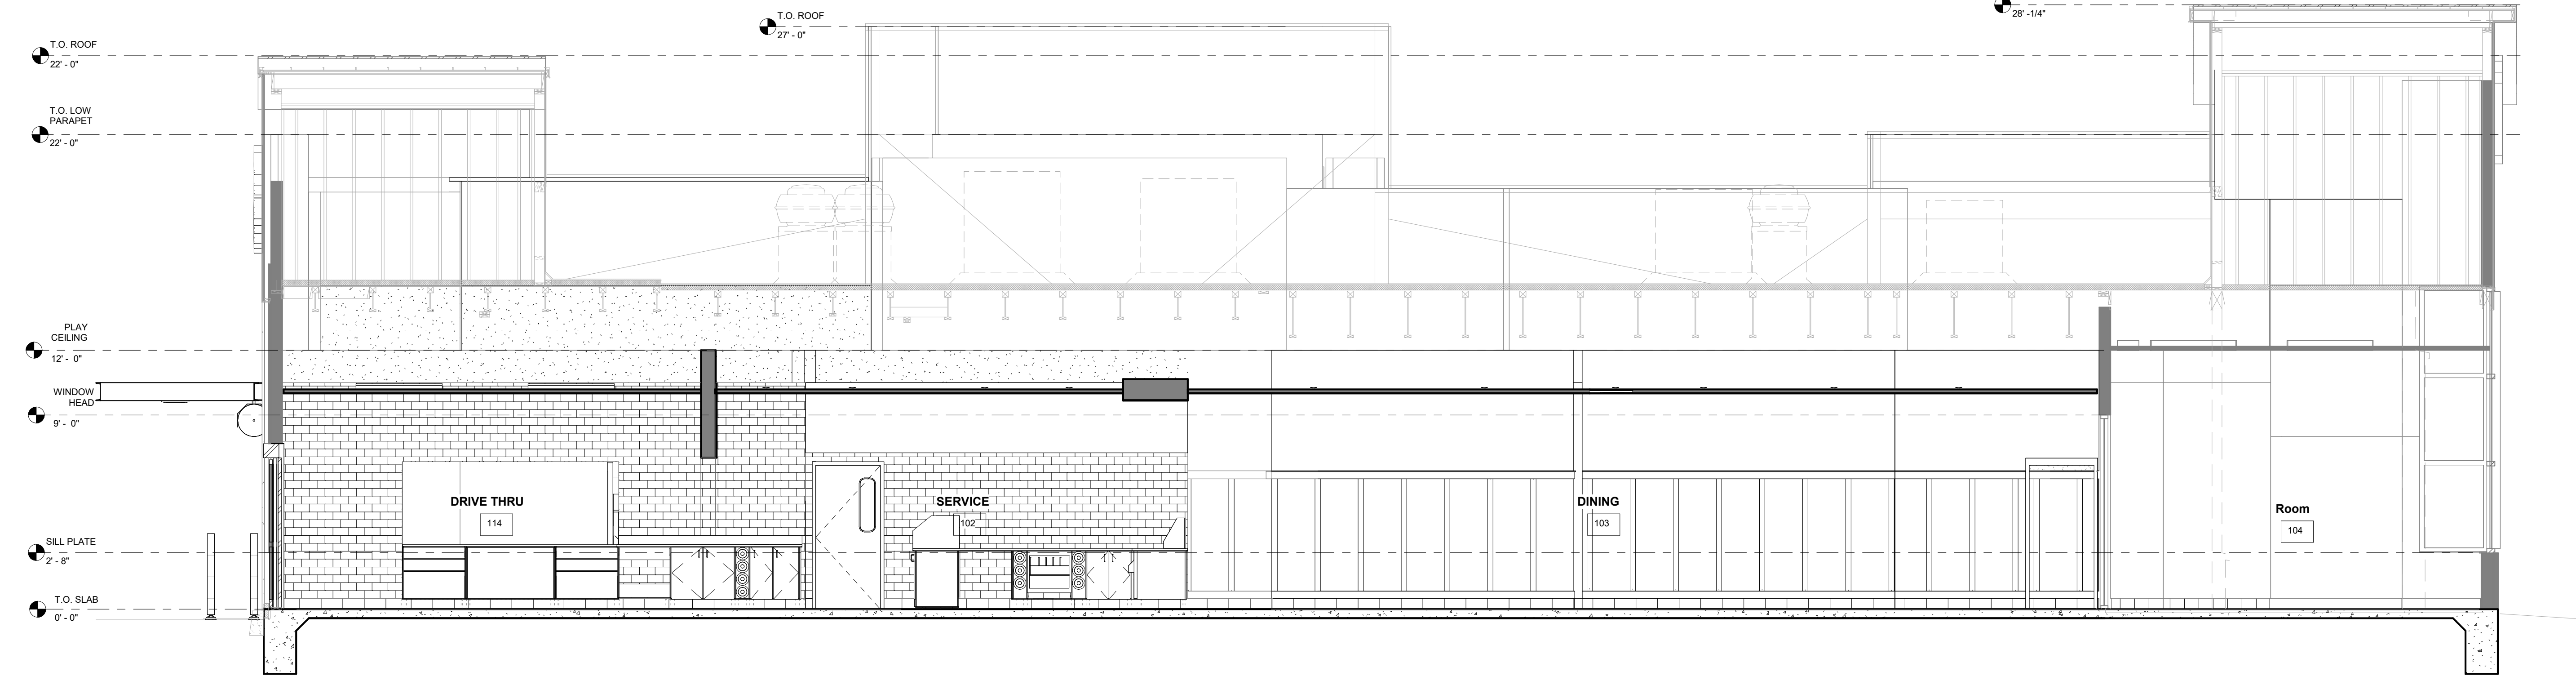 28' -1/4"
T.O. ROOF
27' - 0"
T.O. ROOF
22' - 0"
T.O. LOW
PARAPET
22' - 0"
PLAY
CEILING
12' - 0"
WINDOW
HEAD
9' - 0"
DRIVE THRU
114
SERVICE
102
DINING
103
Room
104
SILL PLATE
2' - 8"
T.O. SLAB
0' - 0"